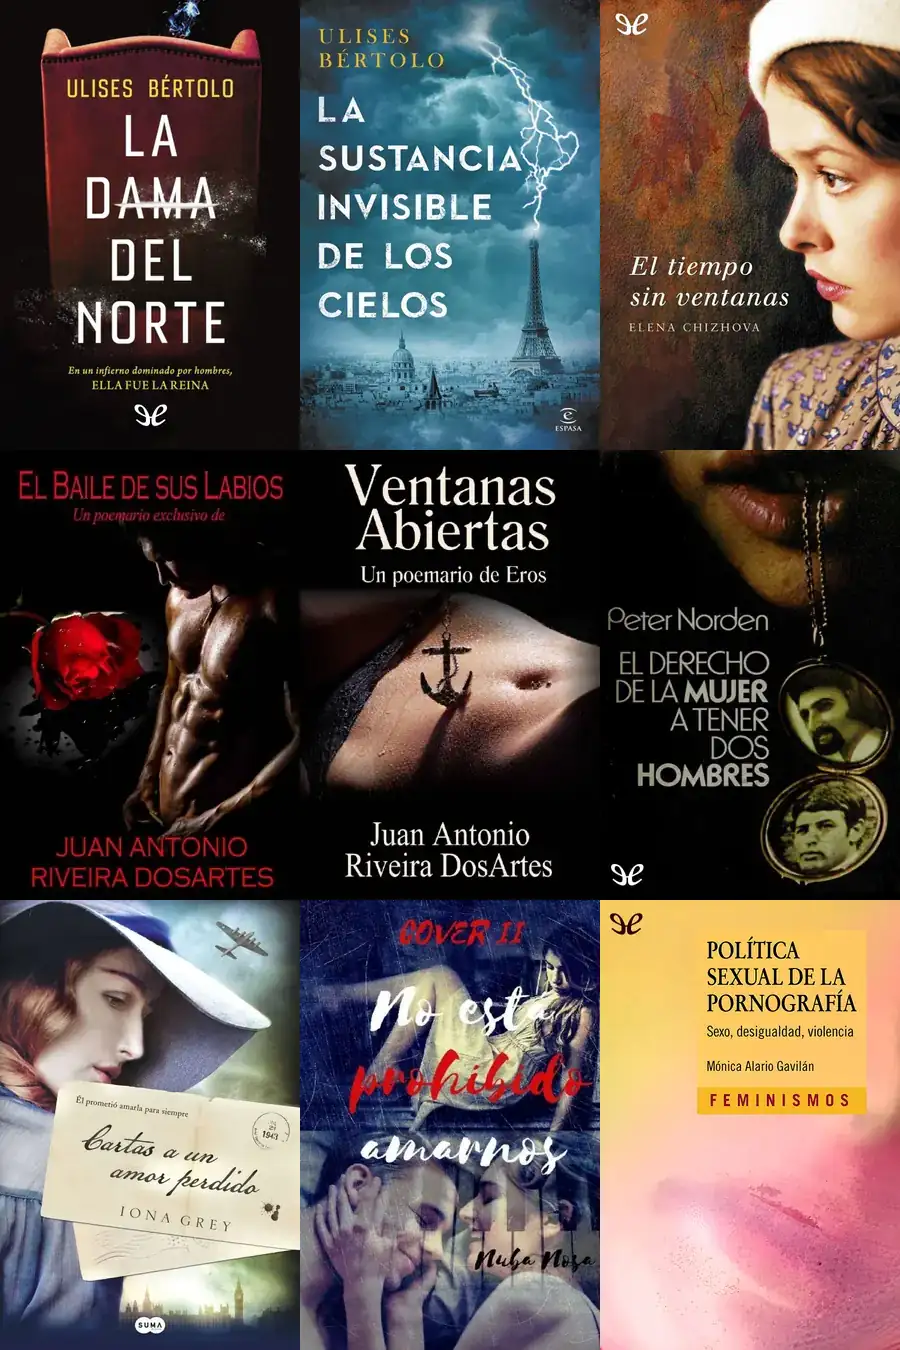 ULISES BÉRTOLO
LA
DAMA
DEL
NORTE
En un infierno dominado por hombres,
ELLA FUE LA REINA
ULISES
BÉRTOLO
LA
SUSTANCIA
INVISIBLE
DE LOS
CIELOS
ESPASA
El tiempo
sin ventanas
ELENA CHIZHOVA
EL BAILE DE SUS LABIOS
Un poemario exclusivo de
JUAN ANTONIO
RIVEIRA DOSARTES
Ventanas
Abiertas
Un poemario de Eros
Juan Antonio
Riveira DosArtes
Peter Norden
EL DERECHO
DE LA MUJER
A TENER
DOS
HOMBRES
Él prometió amarla para siempre
1943
Cartas a un
amor perdido
IONA GREY
SUMA
COVER II
No está
prohibido
amarnos
Nuba Nosa
POLÍTICA
SEXUAL DE LA
PORNOGRAFÍA
Sexo, desigualdad, violencia
Mónica Alario Gavilán
FEMINISMOS